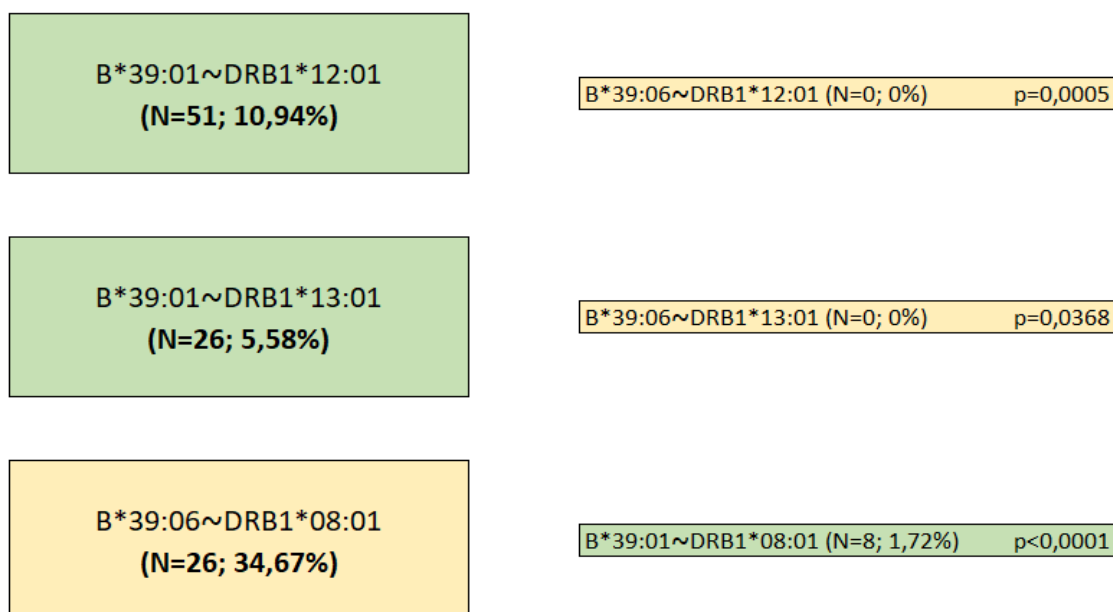 B*39:01~DRB1*12:01
(N=51; 10,94%)
B*39:06~DRB1*12:01 (N=0; 0%) p=0,0005
B*39:01~DRB1*13:01
(N=26; 5,58%)
B*39:06~DRB1*13:01 (N=0; 0%) p=0,0368
B*39:06~DRB1*08:01
(N=26; 34,67%)
B*39:01~DRB1*08:01 (N=8; 1,72%) p<0,0001